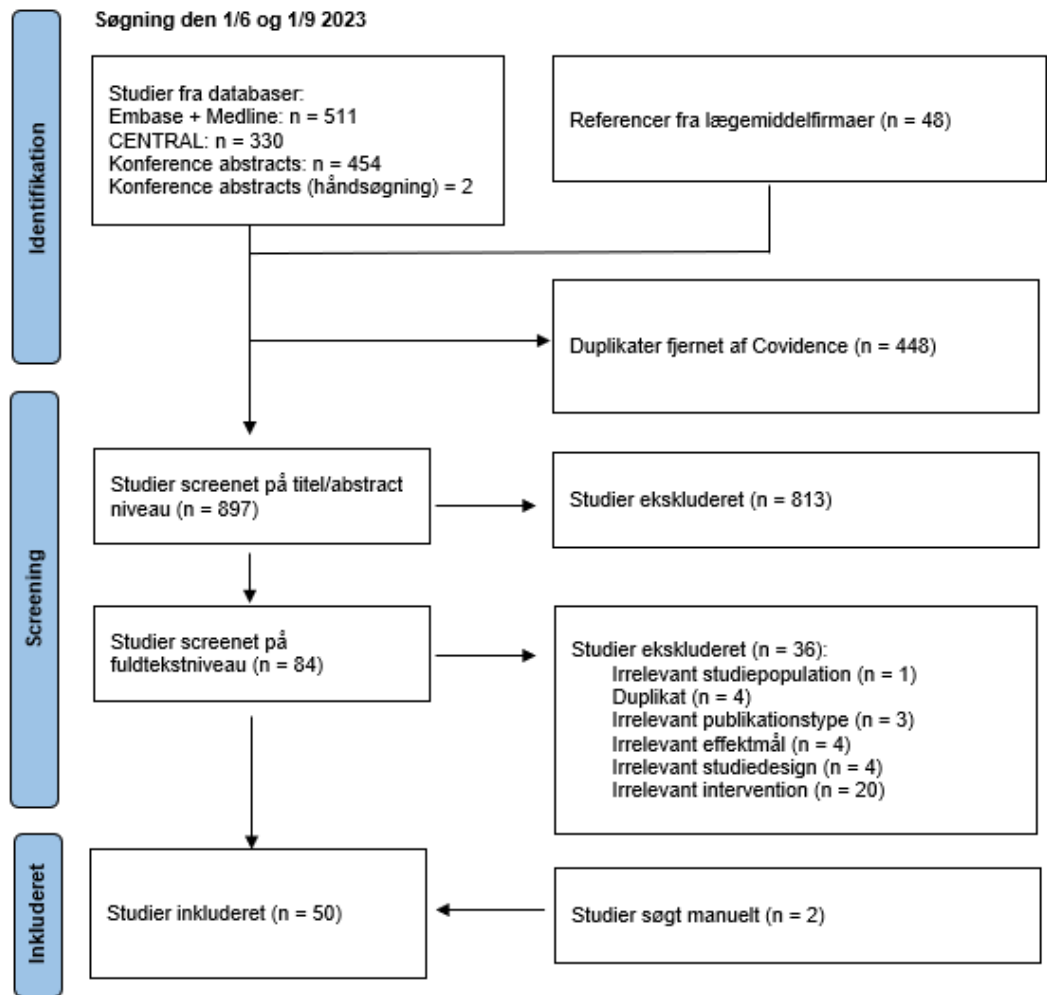 Søgning den 1/6 og 1/9 2023
Identifikation
Studier fra databaser:
Embase + Medline: n = 511
CENTRAL: n = 330
Konference abstracts: n = 454
Konference abstracts (håndsøgning) = 2
Referencer fra lægemiddelfirmaer (n = 48)
Duplikater fjernet af Covidence (n = 448)
Screening
Studier screenet på titel/abstract
niveau (n = 897)
Studier ekskluderet (n = 813)
Studier screenet på
fuldtekstniveau (n = 84)
Studier ekskluderet (n = 36):
Irrelevant studiepopulation (n = 1)
Duplikat (n = 4)
Irrelevant publikationstype (n = 3)
Irrelevant effektmål (n = 4)
Irrelevant studiedesign (n = 4)
Irrelevant intervention (n = 20)
Inkluderet
Studier inkluderet (n = 50)
Studier søgt manuelt (n = 2)